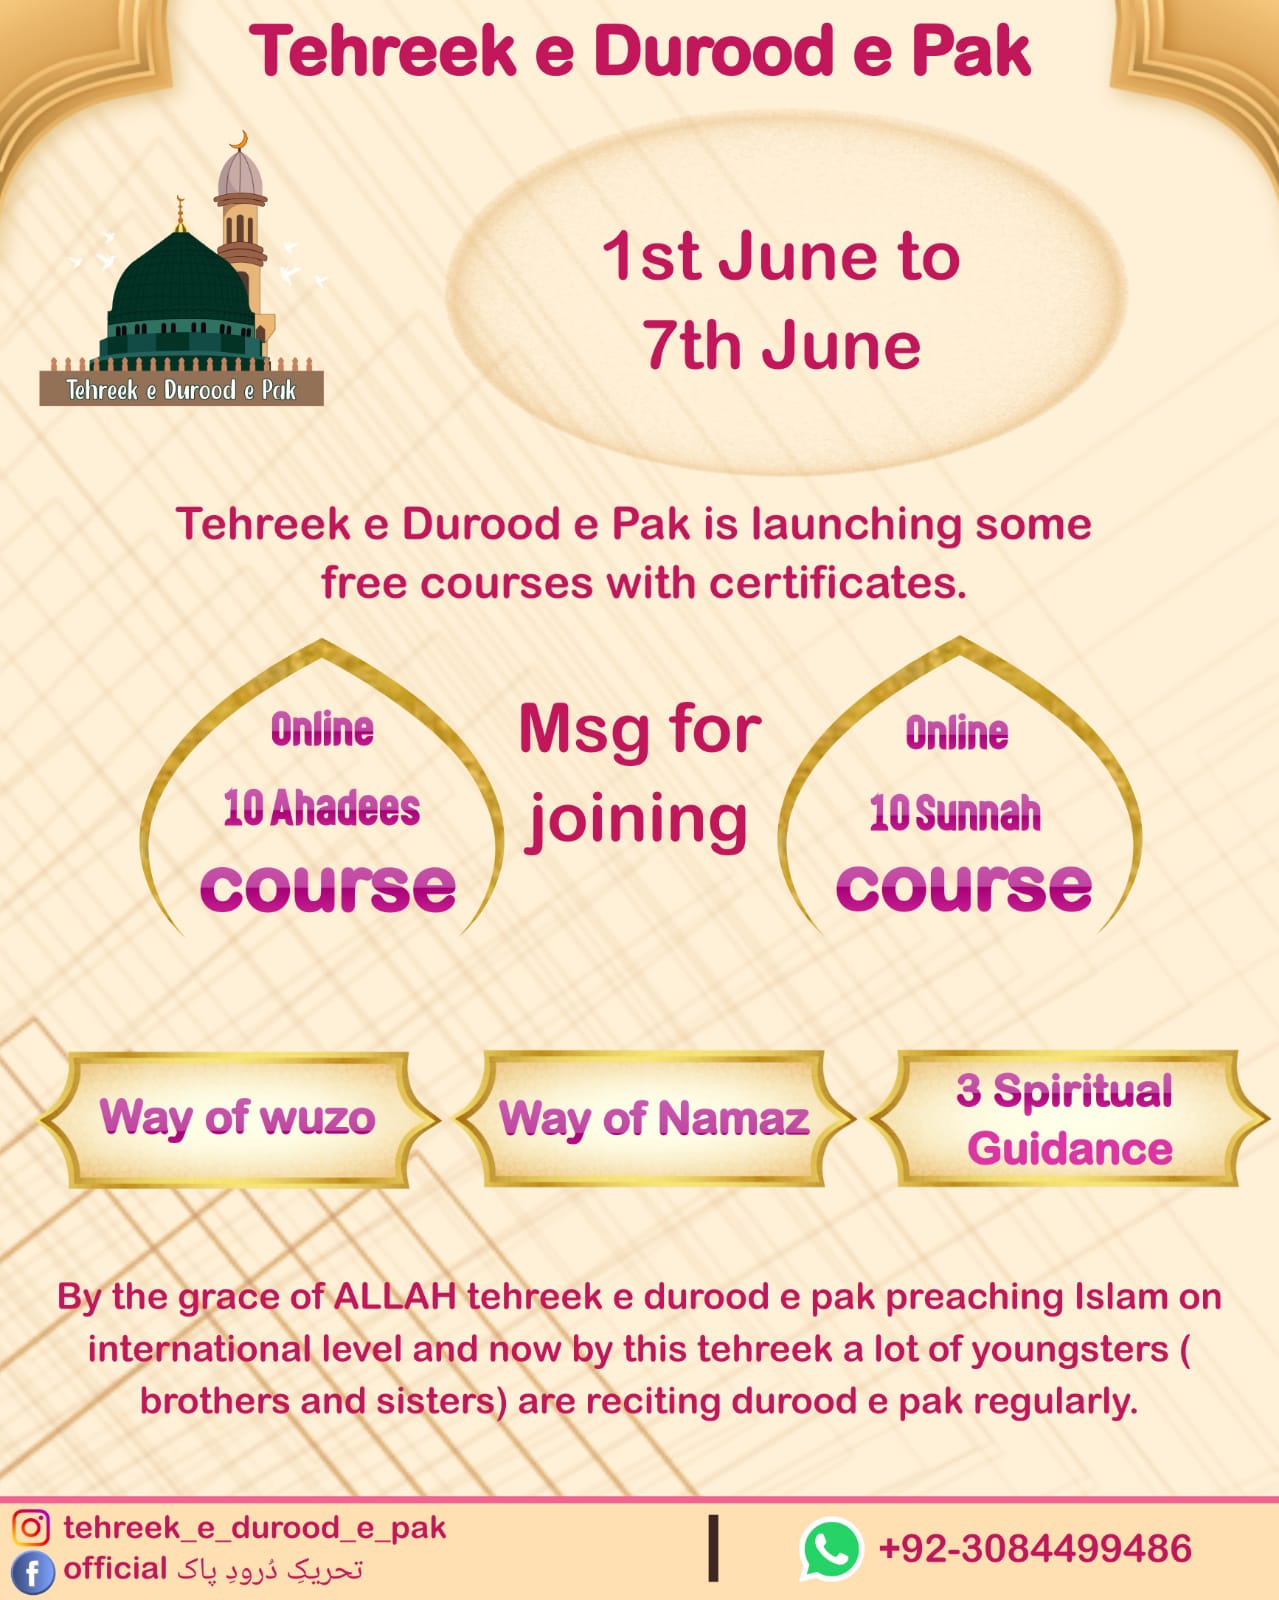 Tehreek e Durood e Pak
Tehreek e Durood e Pak
1st June to
7th June
Tehreek e Durood e Pak is launching some
free courses with certificates.
Online
10 Ahadees
course
Msg for
joining
Online
10 Sunnah
course
Way of wuzo
Way of Namaz
3 Spiritual
Guidance
By the grace of ALLAH tehreek e durood e pak preaching Islam on
international level and now by this tehreek a lot of youngsters (
brothers and sisters) are reciting durood e pak regularly.
tehreek_e_durood_e_pak
official تحریکِ دُرودِ پاک
+92-3084499486